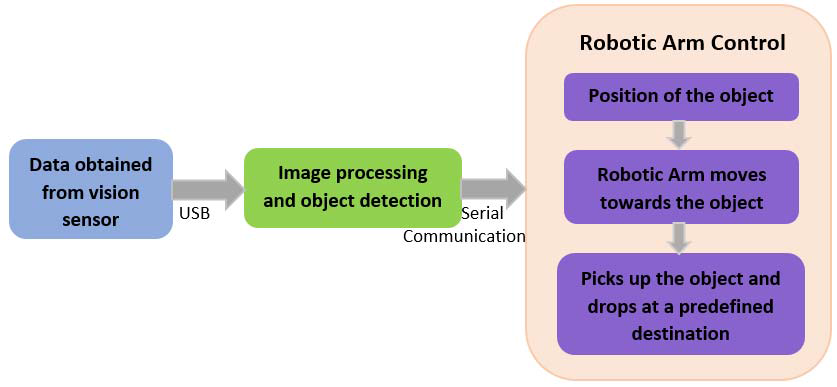 Data obtained
from vision
sensor
USB
Image processing
and object detection
Serial
Communication
Robotic Arm Control
Position of the object
Robotic Arm moves
towards the object
Picks up the object and
drops at a predefined
destination